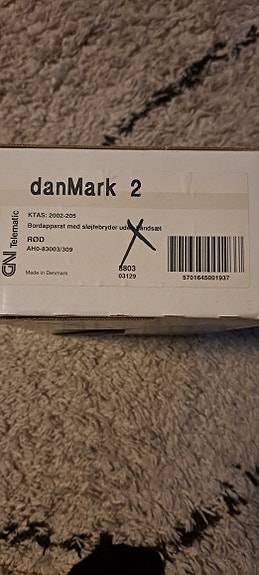 danMark 2
KTAS: 2002-205
Bordapparat med sløjfebryder uden håndsæt
RØD
AH0-83003/309
GN Telematic
8803
03129
Made in Denmark
5701645001937